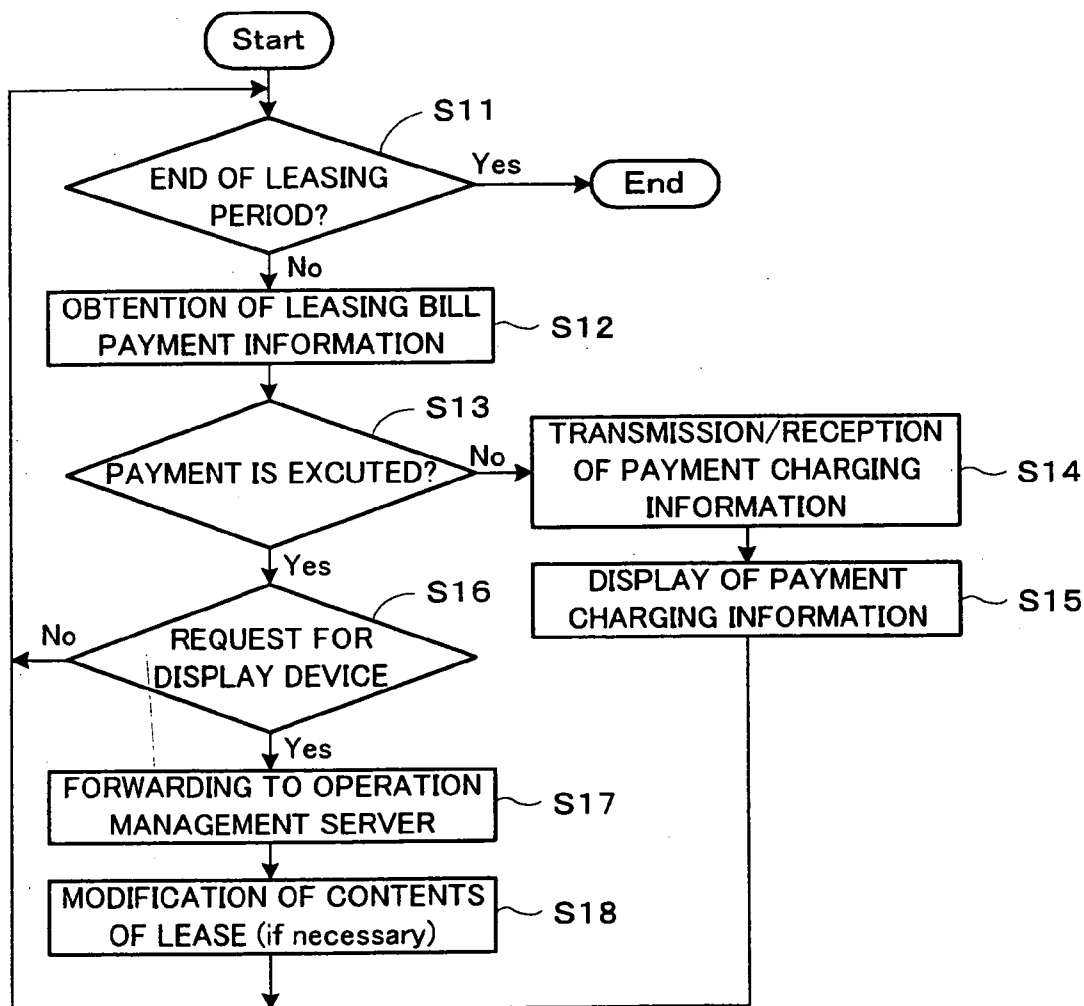 Start
S11
END OF LEASING
PERIOD?
Yes
End
No
OBTENTION OF LEASING BILL
PAYMENT INFORMATION
S12
S13
PAYMENT IS EXCUTED?
No
TRANSMISSION/RECEPTION
OF PAYMENT CHARGING
INFORMATION
S14
Yes
DISPLAY OF PAYMENT
CHARGING INFORMATION
S15
S16
No
REQUEST FOR
DISPLAY DEVICE
Yes
FORWARDING TO OPERATION
MANAGEMENT SERVER
S17
MODIFICATION OF CONTENTS
OF LEASE (if necessary)
S18